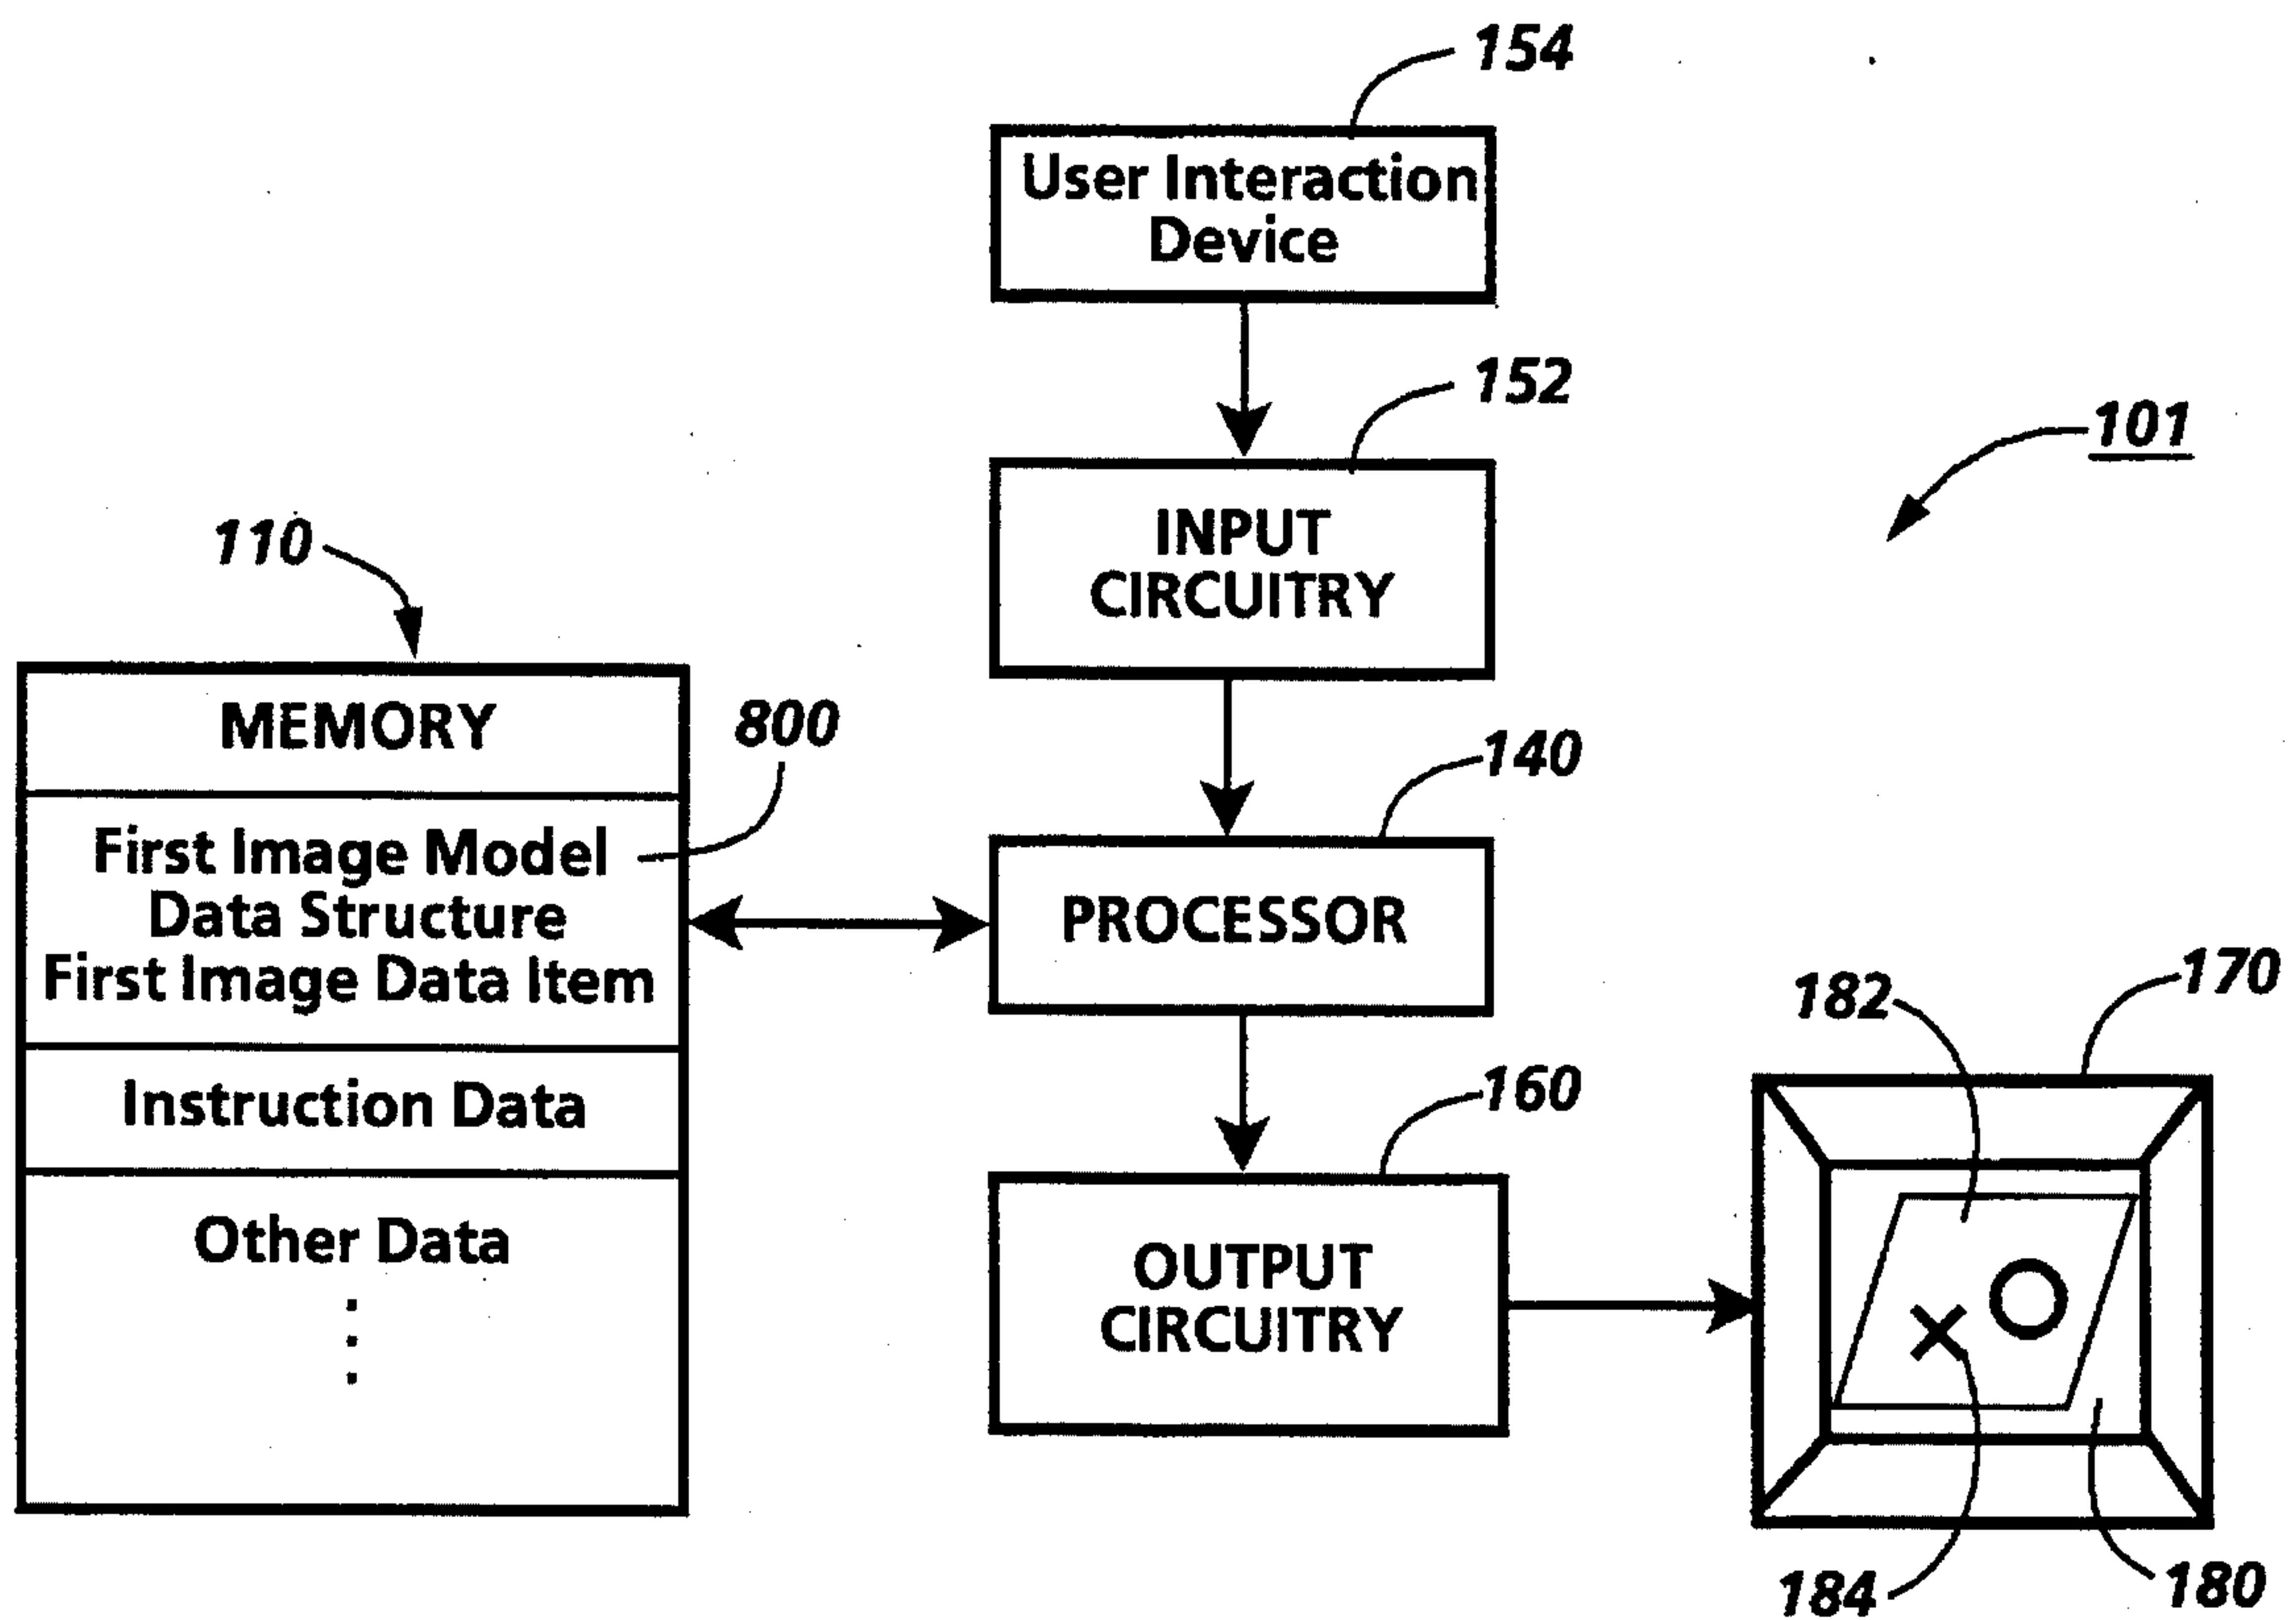 154
User Interaction
Device
152
101
INPUT
CIRCUITRY
110
MEMORY
800
140
First Image Model
Data Structure
First Image Data Item
PROCESSOR
182
170
Instruction Data
160
Other Data
OUTPUT
CIRCUITRY
184
180